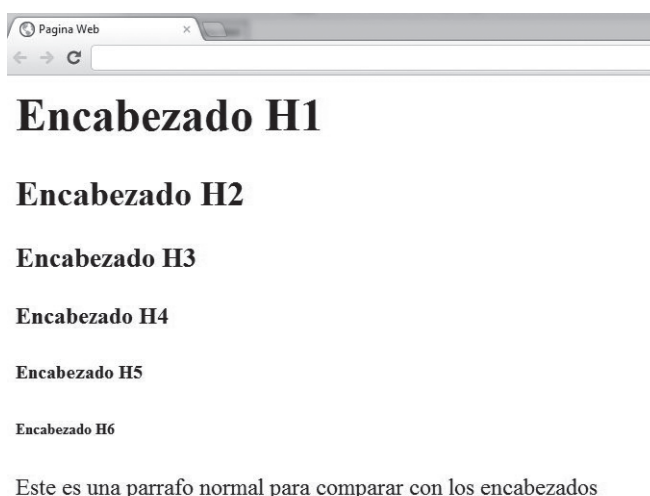 Pagina Web
Encabezado H1
Encabezado H2
Encabezado H3
Encabezado H4
Encabezado H5
Encabezado H6
Este es una parrafo normal para comparar con los encabezados